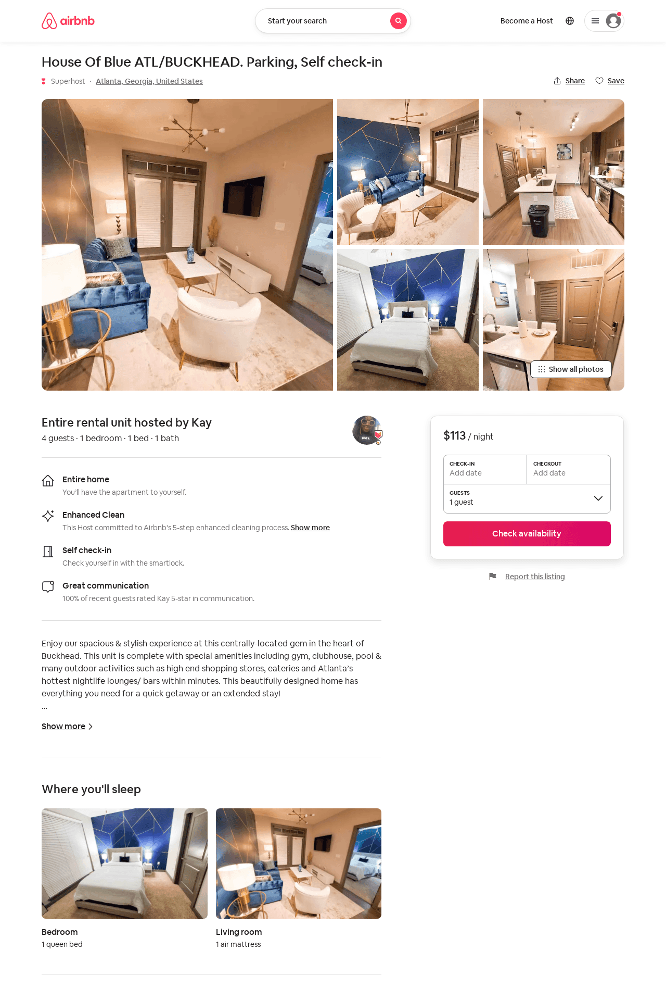 airbnb
Start your search
Become a Host
House Of Blue ATL/BUCKHEAD. Parking, Self check-in
Superhost · Atlanta, Georgia, United States
Share
Save
Show all photos
Entire rental unit hosted by Kay
4 guests · 1 bedroom · 1 bed · 1 bath
Entire home
You’ll have the apartment to yourself.
Enhanced Clean
This Host committed to Airbnb's 5-step enhanced cleaning process. Show more
Self check-in
Check yourself in with the smartlock.
Great communication
100% of recent guests rated Kay 5-star in communication.
Enjoy our spacious & stylish experience at this centrally-located gem in the heart of
Buckhead. This unit is complete with special amenities including gym, clubhouse, pool &
many outdoor activities such as high end shopping stores, eateries and Atlanta’s
hottest nightlife lounges/ bars within minutes. This beautifully designed home has
everything you need for a quick getaway or an extended stay!
...
Show more
Where you'll sleep
Bedroom
1 queen bed
Living room
1 air mattress
$113 / night
CHECK-IN
Add date
CHECKOUT
Add date
GUESTS
1 guest
Check availability
Report this listing